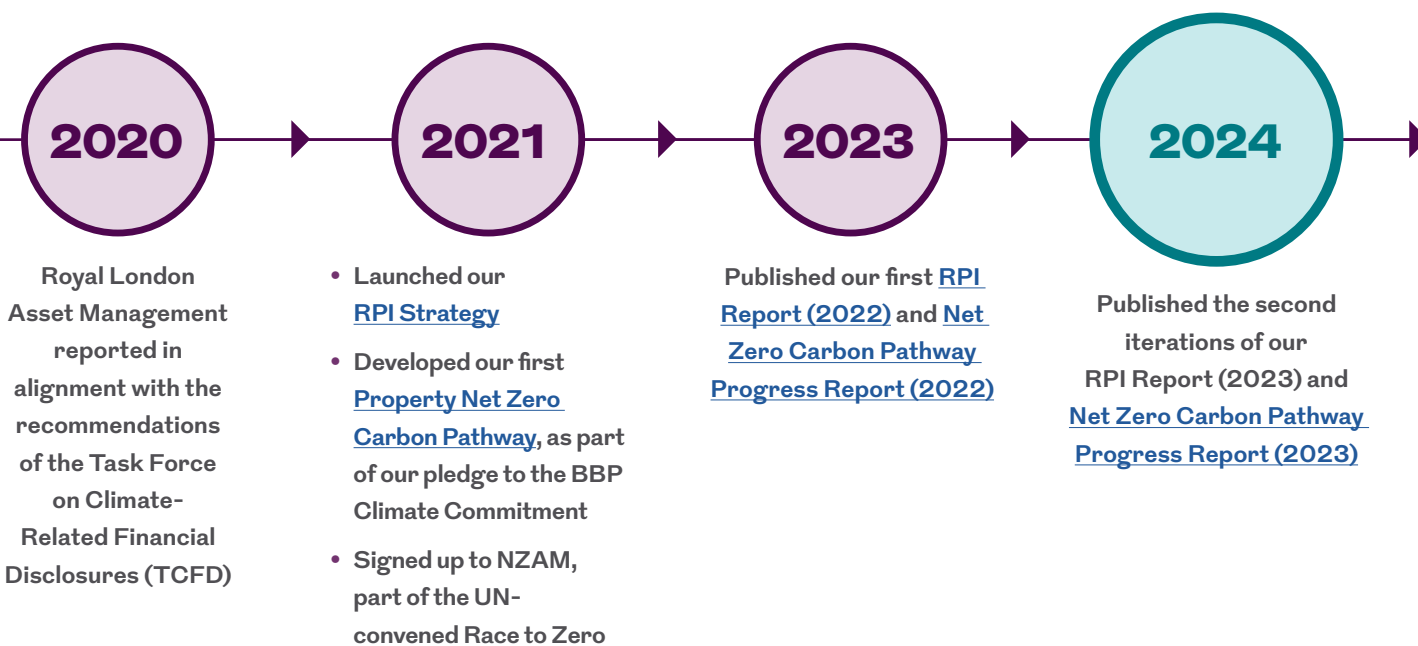 2020
Royal London
Asset Management
reported in
alignment with the
recommendations
of the Task Force
on Climate-
Related Financial
Disclosures (TCFD)
2021
• Launched our
RPI Strategy
• Developed our first
Property Net Zero
Carbon Pathway, as part
of our pledge to the BBP
Climate Commitment
• Signed up to NZAM,
part of the UN-
convened Race to Zero
2023
Published our first RPI
Report (2022) and Net
Zero Carbon Pathway
Progress Report (2022)
2024
Published the second
iterations of our
RPI Report (2023) and
Net Zero Carbon Pathway
Progress Report (2023)